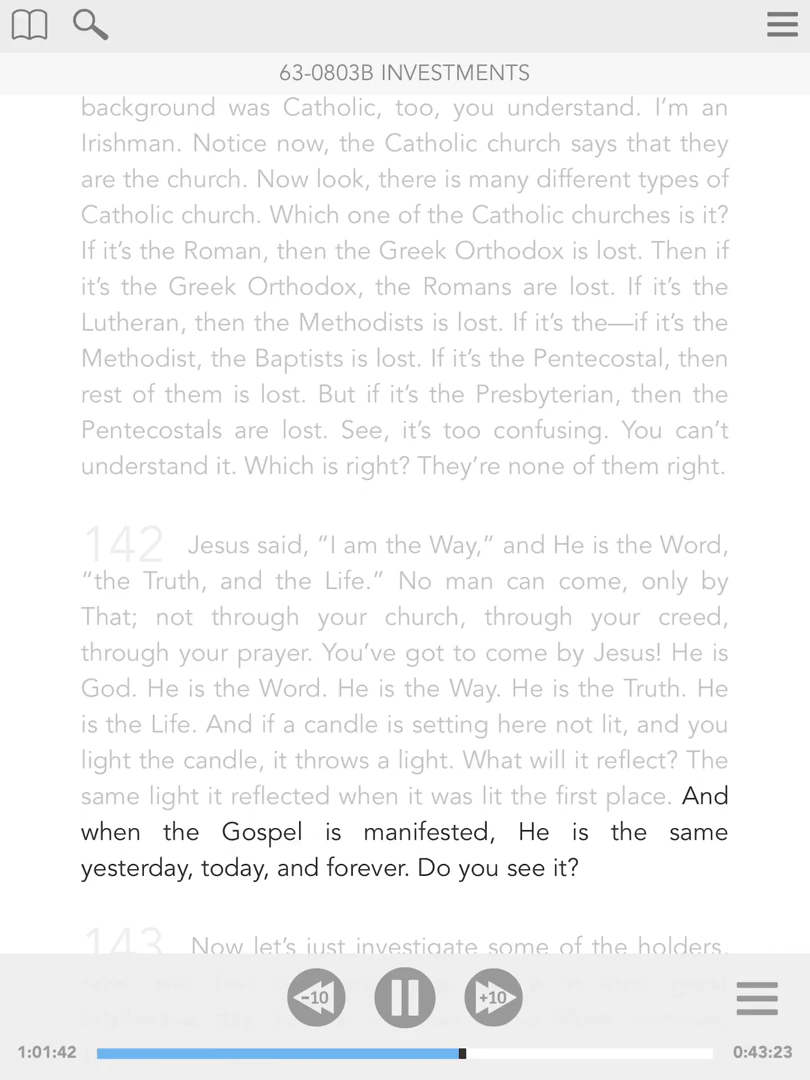 63-0803B INVESTMENTS
background was Catholic, too, you understand. I’m an
Irishman. Notice now, the Catholic church says that they
are the church. Now look, there is many different types of
Catholic church. Which one of the Catholic churches is it?
If it’s the Roman, then the Greek Orthodox is lost. Then if
it’s the Greek Orthodox, the Romans are lost. If it’s the
Lutheran, then the Methodists is lost. If it’s the—if it’s the
Methodist, the Baptists is lost. If it’s the Pentecostal, then
rest of them is lost. But if it’s the Presbyterian, then the
Pentecostals are lost. See, it’s too confusing. You can’t
understand it. Which is right? They’re none of them right.
142 Jesus said, “I am the Way,” and He is the Word,
“the Truth, and the Life.” No man can come, only by
That; not through your church, through your creed,
through your prayer. You’ve got to come by Jesus! He is
God. He is the Word. He is the Way. He is the Truth. He
is the Life. And if a candle is setting here not lit, and you
light the candle, it throws a light. What will it reflect? The
same light it reflected when it was lit the first place. And
when the Gospel is manifested, He is the same
yesterday, today, and forever. Do you see it?
143 Now let’s just investigate some of the holders,
-10 +10
1:01:42 0:43:23